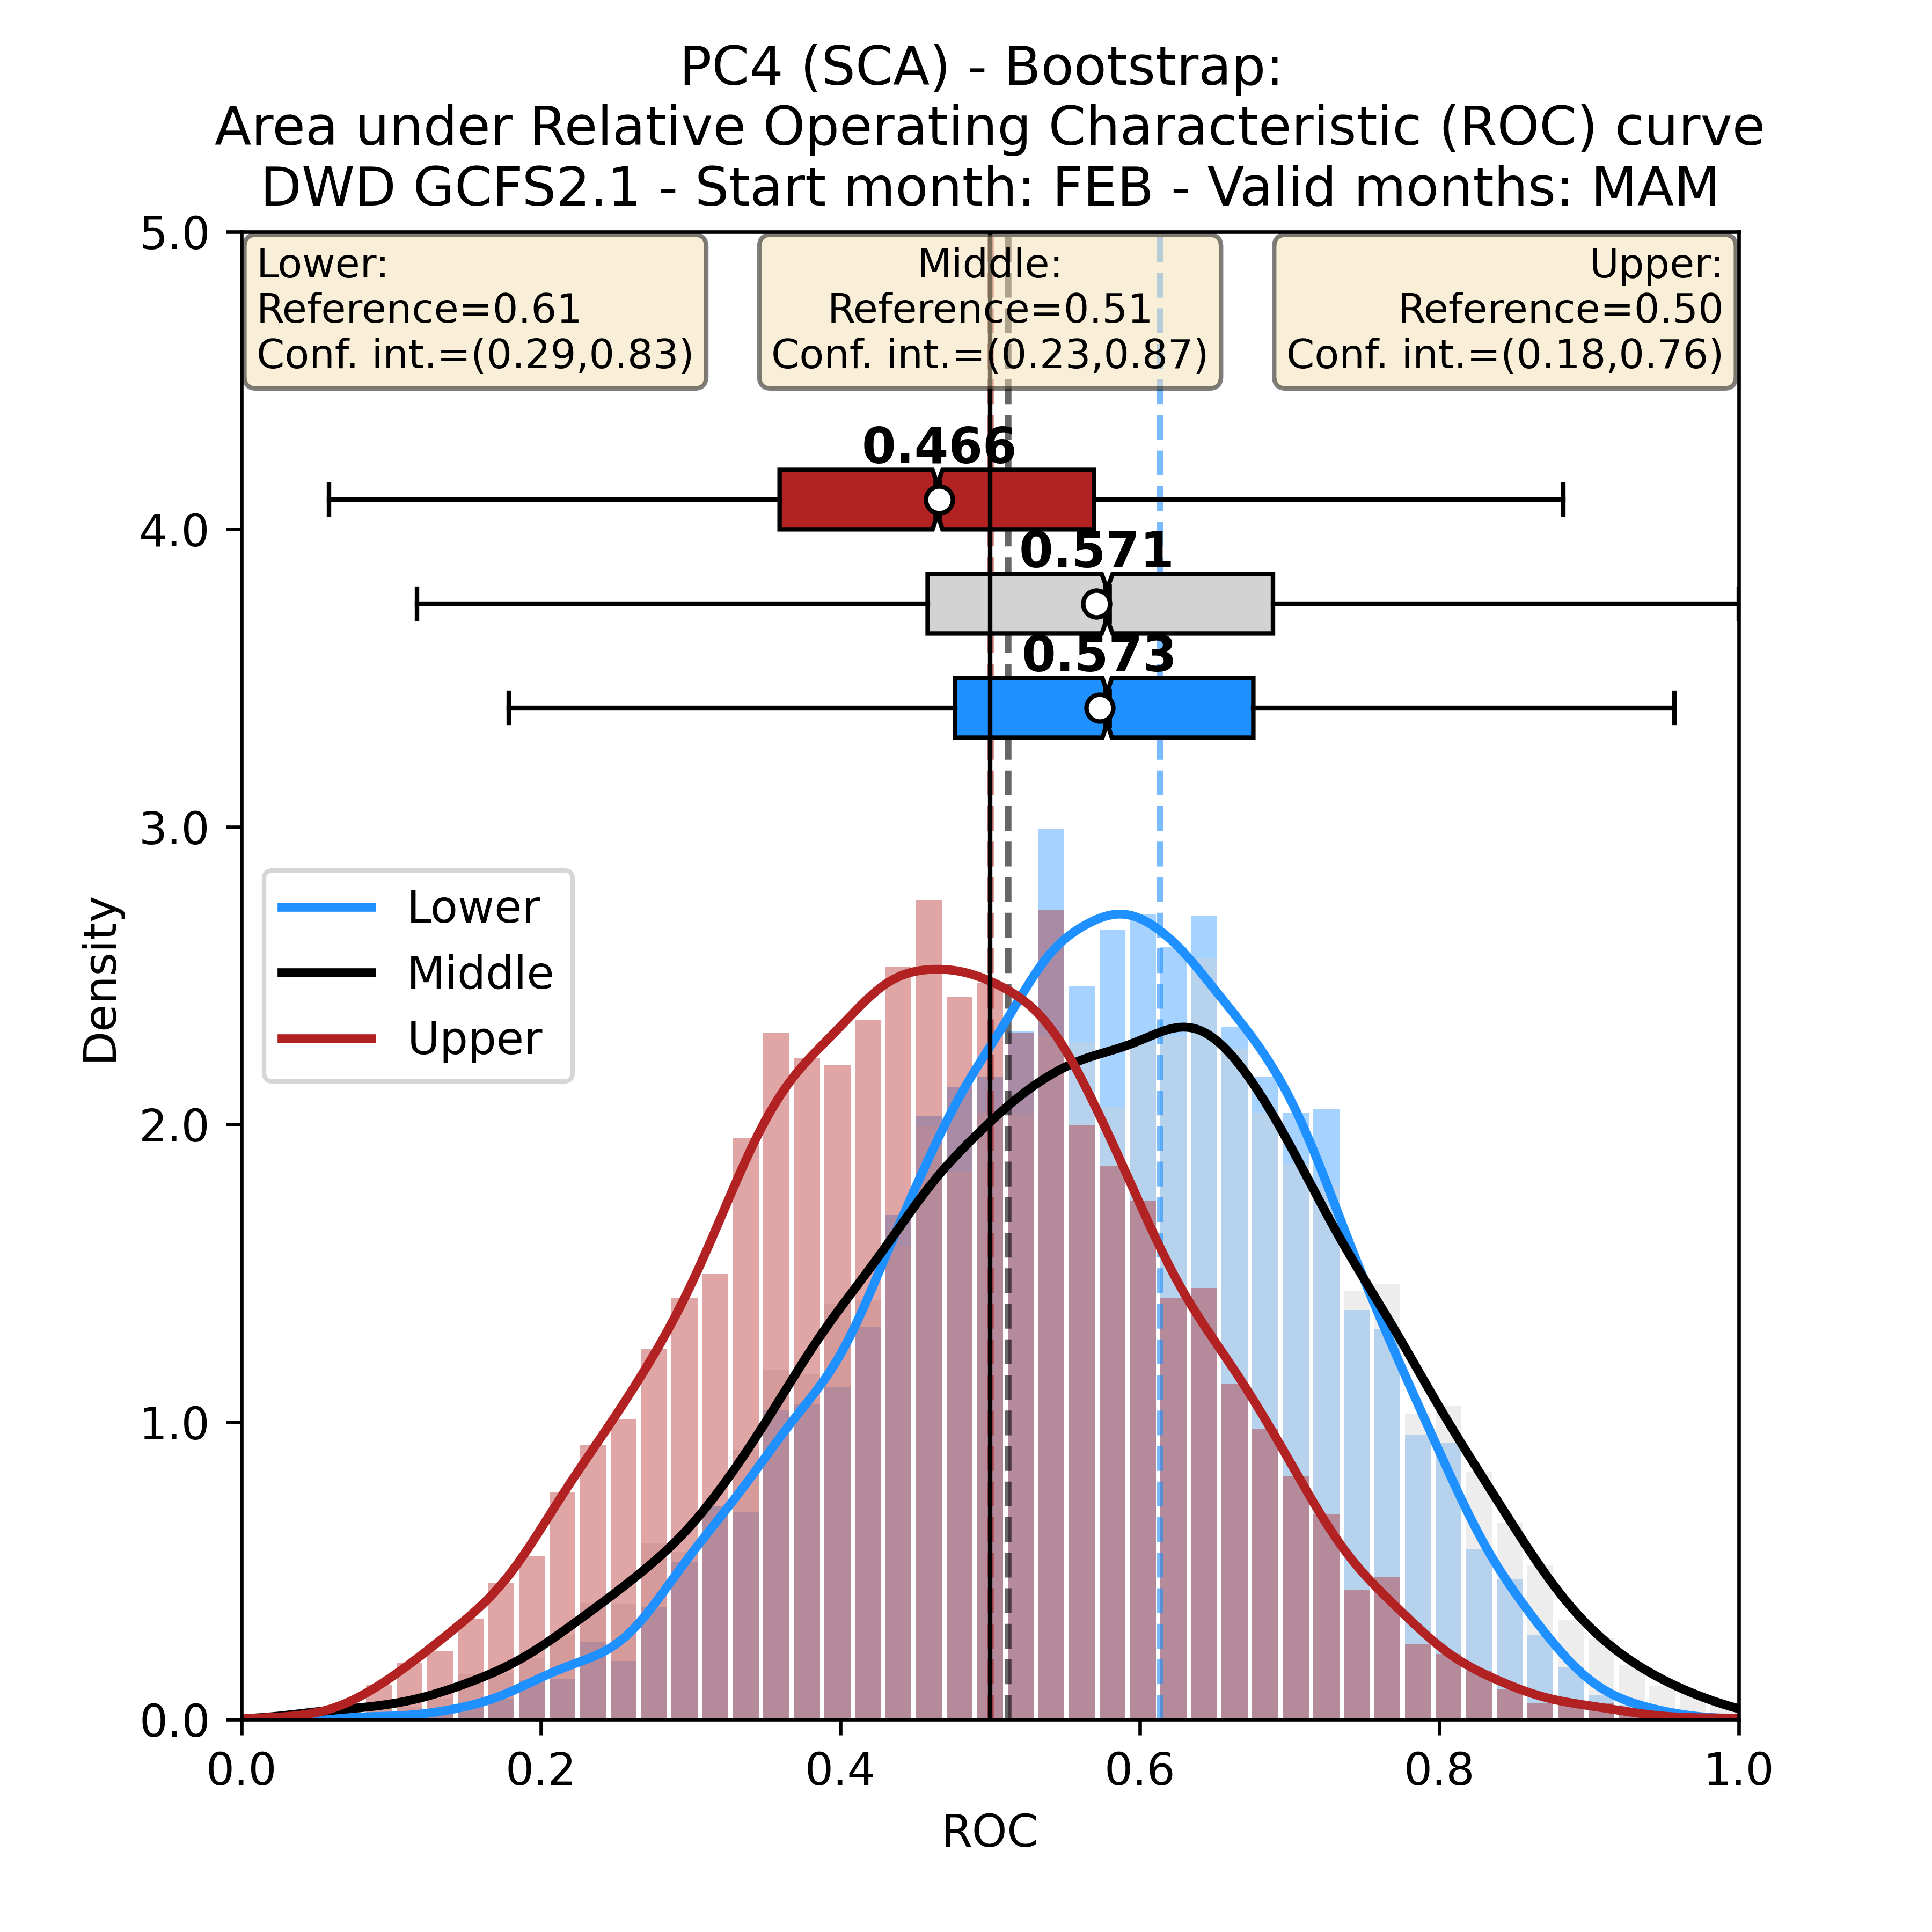 PC4 (SCA) - Bootstrap:
Area under Relative Operating Characteristic (ROC) curve
DWD GCFS2.1 - Start month: FEB - Valid months: MAM
5.0
Lower:
Reference=0.61
Conf. int.=(0.29,0.83)
Middle:
Reference=0.51
Conf. int.=(0.23,0.87)
Upper:
Reference=0.50
Conf. int.=(0.18,0.76)
0.466
4.0
0.571
0.573
3.0
Lower
Middle
Upper
Density
2.0
1.0
0.0
0.0 0.2 0.4 0.6 0.8 1.0
ROC